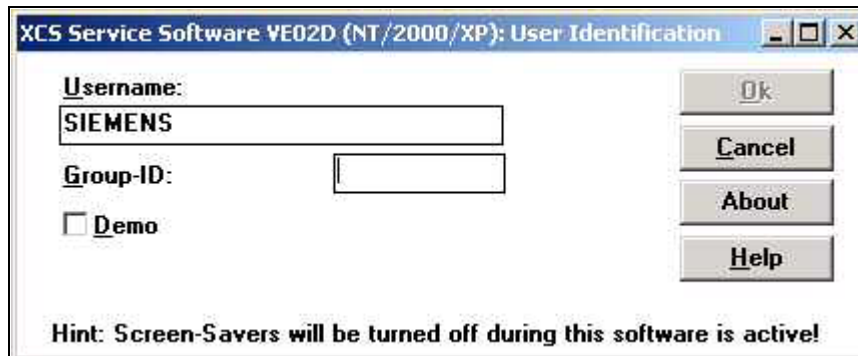 XCS Service Software VE02D (NT/2000/XP): User Identification
Username:
Ok
SIEMENS
Cancel
Group-ID:
About
Demo
Help
Hint: Screen-Savers will be turned off during this software is active!